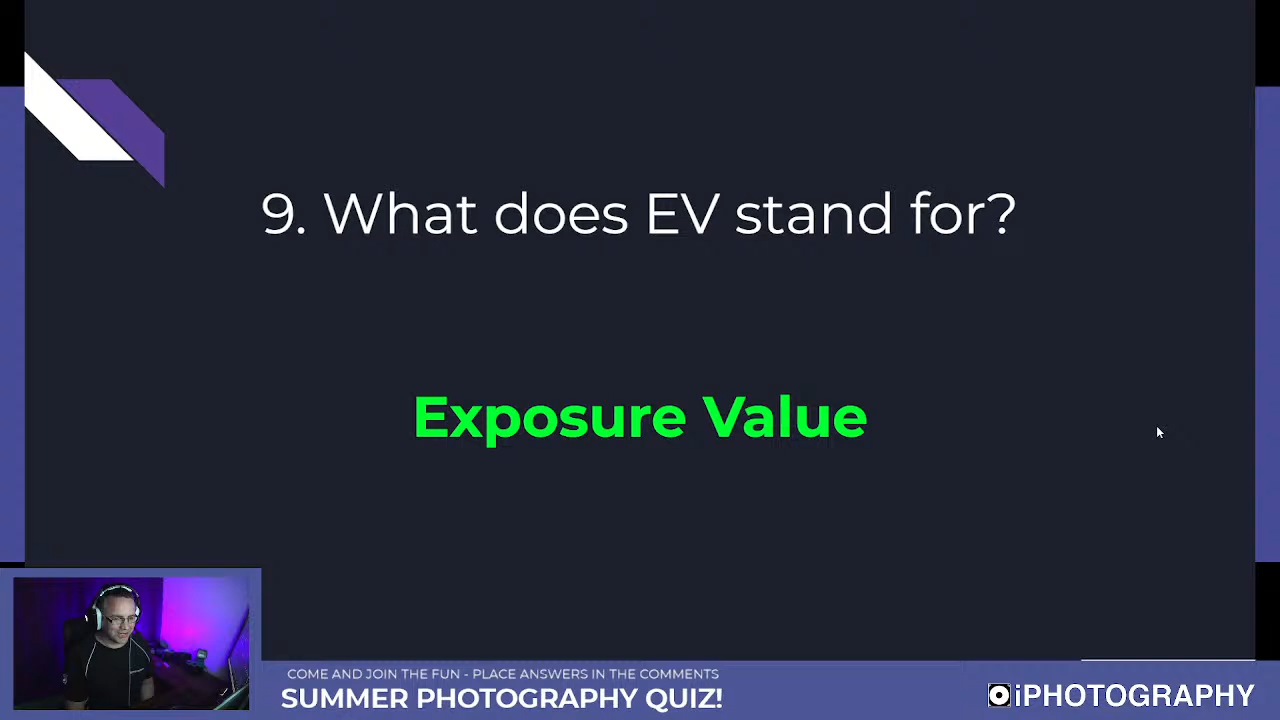 9. What does EV stand for?
Exposure Value
COME AND JOIN THE FUN - PLACE ANSWERS IN THE COMMENTS
SUMMER PHOTOGRAPHY QUIZ!
iPHOTOGRAPHY